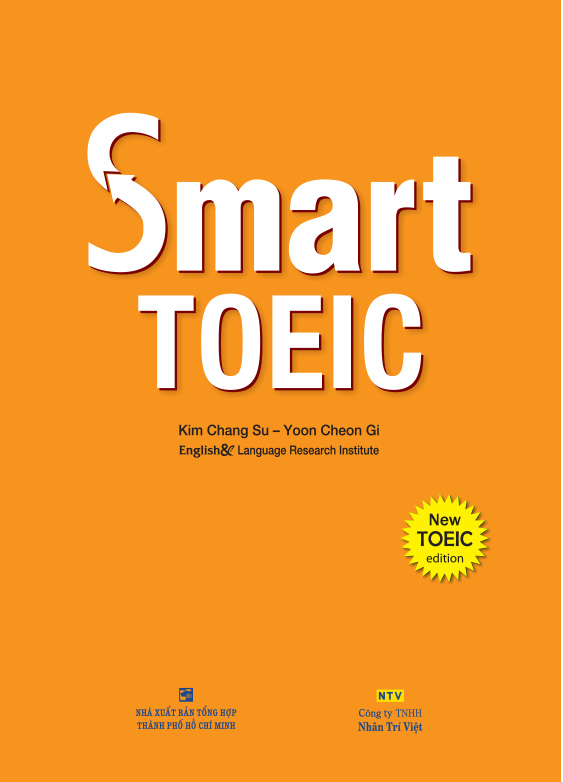 Smart
TOEIC
Kim Chang Su – Yoon Cheon Gi
English& Language Research Institute
New
TOEIC
edition
NHÀ XUẤT BẢN TỔNG HỢP
THÀNH PHỐ HỒ CHÍ MINH
NTV
Công ty TNHH
Nhân Trí Việt